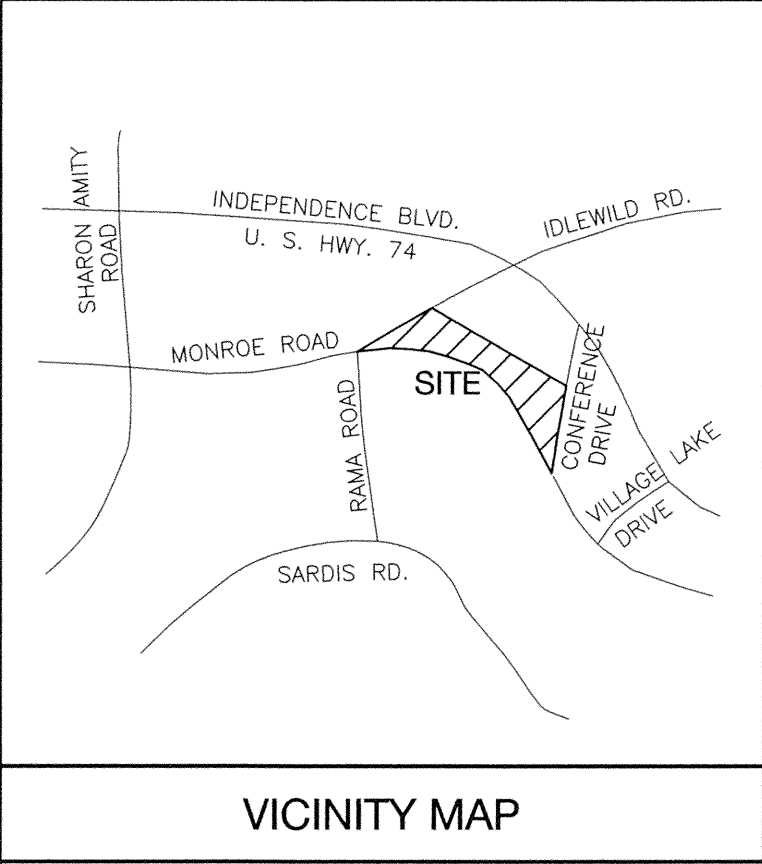 SHARON AMITY
ROAD
INDEPENDENCE BLVD.
U. S. HWY. 74
IDLEWILD RD.
MONROE ROAD
SITE
CONFERENCE
DRIVE
RAMA ROAD
VILLAGE LAKE
DRIVE
SARDIS RD.
VICINITY MAP